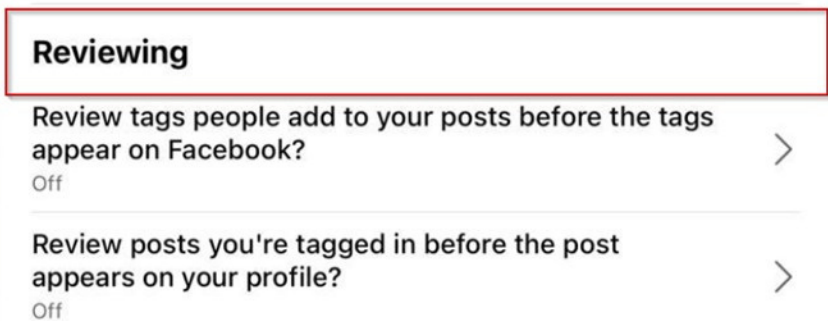 Reviewing
Review tags people add to your posts before the tags
appear on Facebook?
Off
Review posts you're tagged in before the post
appears on your profile?
Off